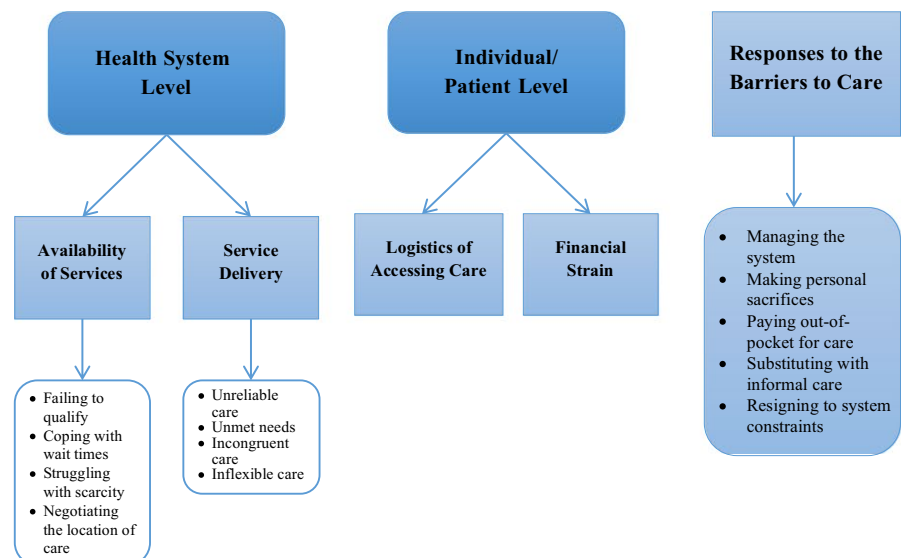 Health System
Level
Individual/
Patient Level
Responses to the
Barriers to Care
Availability
of Services
Service
Delivery
Logistics of
Accessing Care
Financial
Strain
• Failing to
qualify
• Coping with
wait times
• Struggling
with scarcity
• Negotiating
the location of
care
• Unreliable
care
• Unmet needs
• Incongruent
care
• Inflexible care
• Managing the
system
• Making personal
sacrifices
• Paying out-of-
pocket for care
• Substituting with
informal care
• Resigning to system
constraints